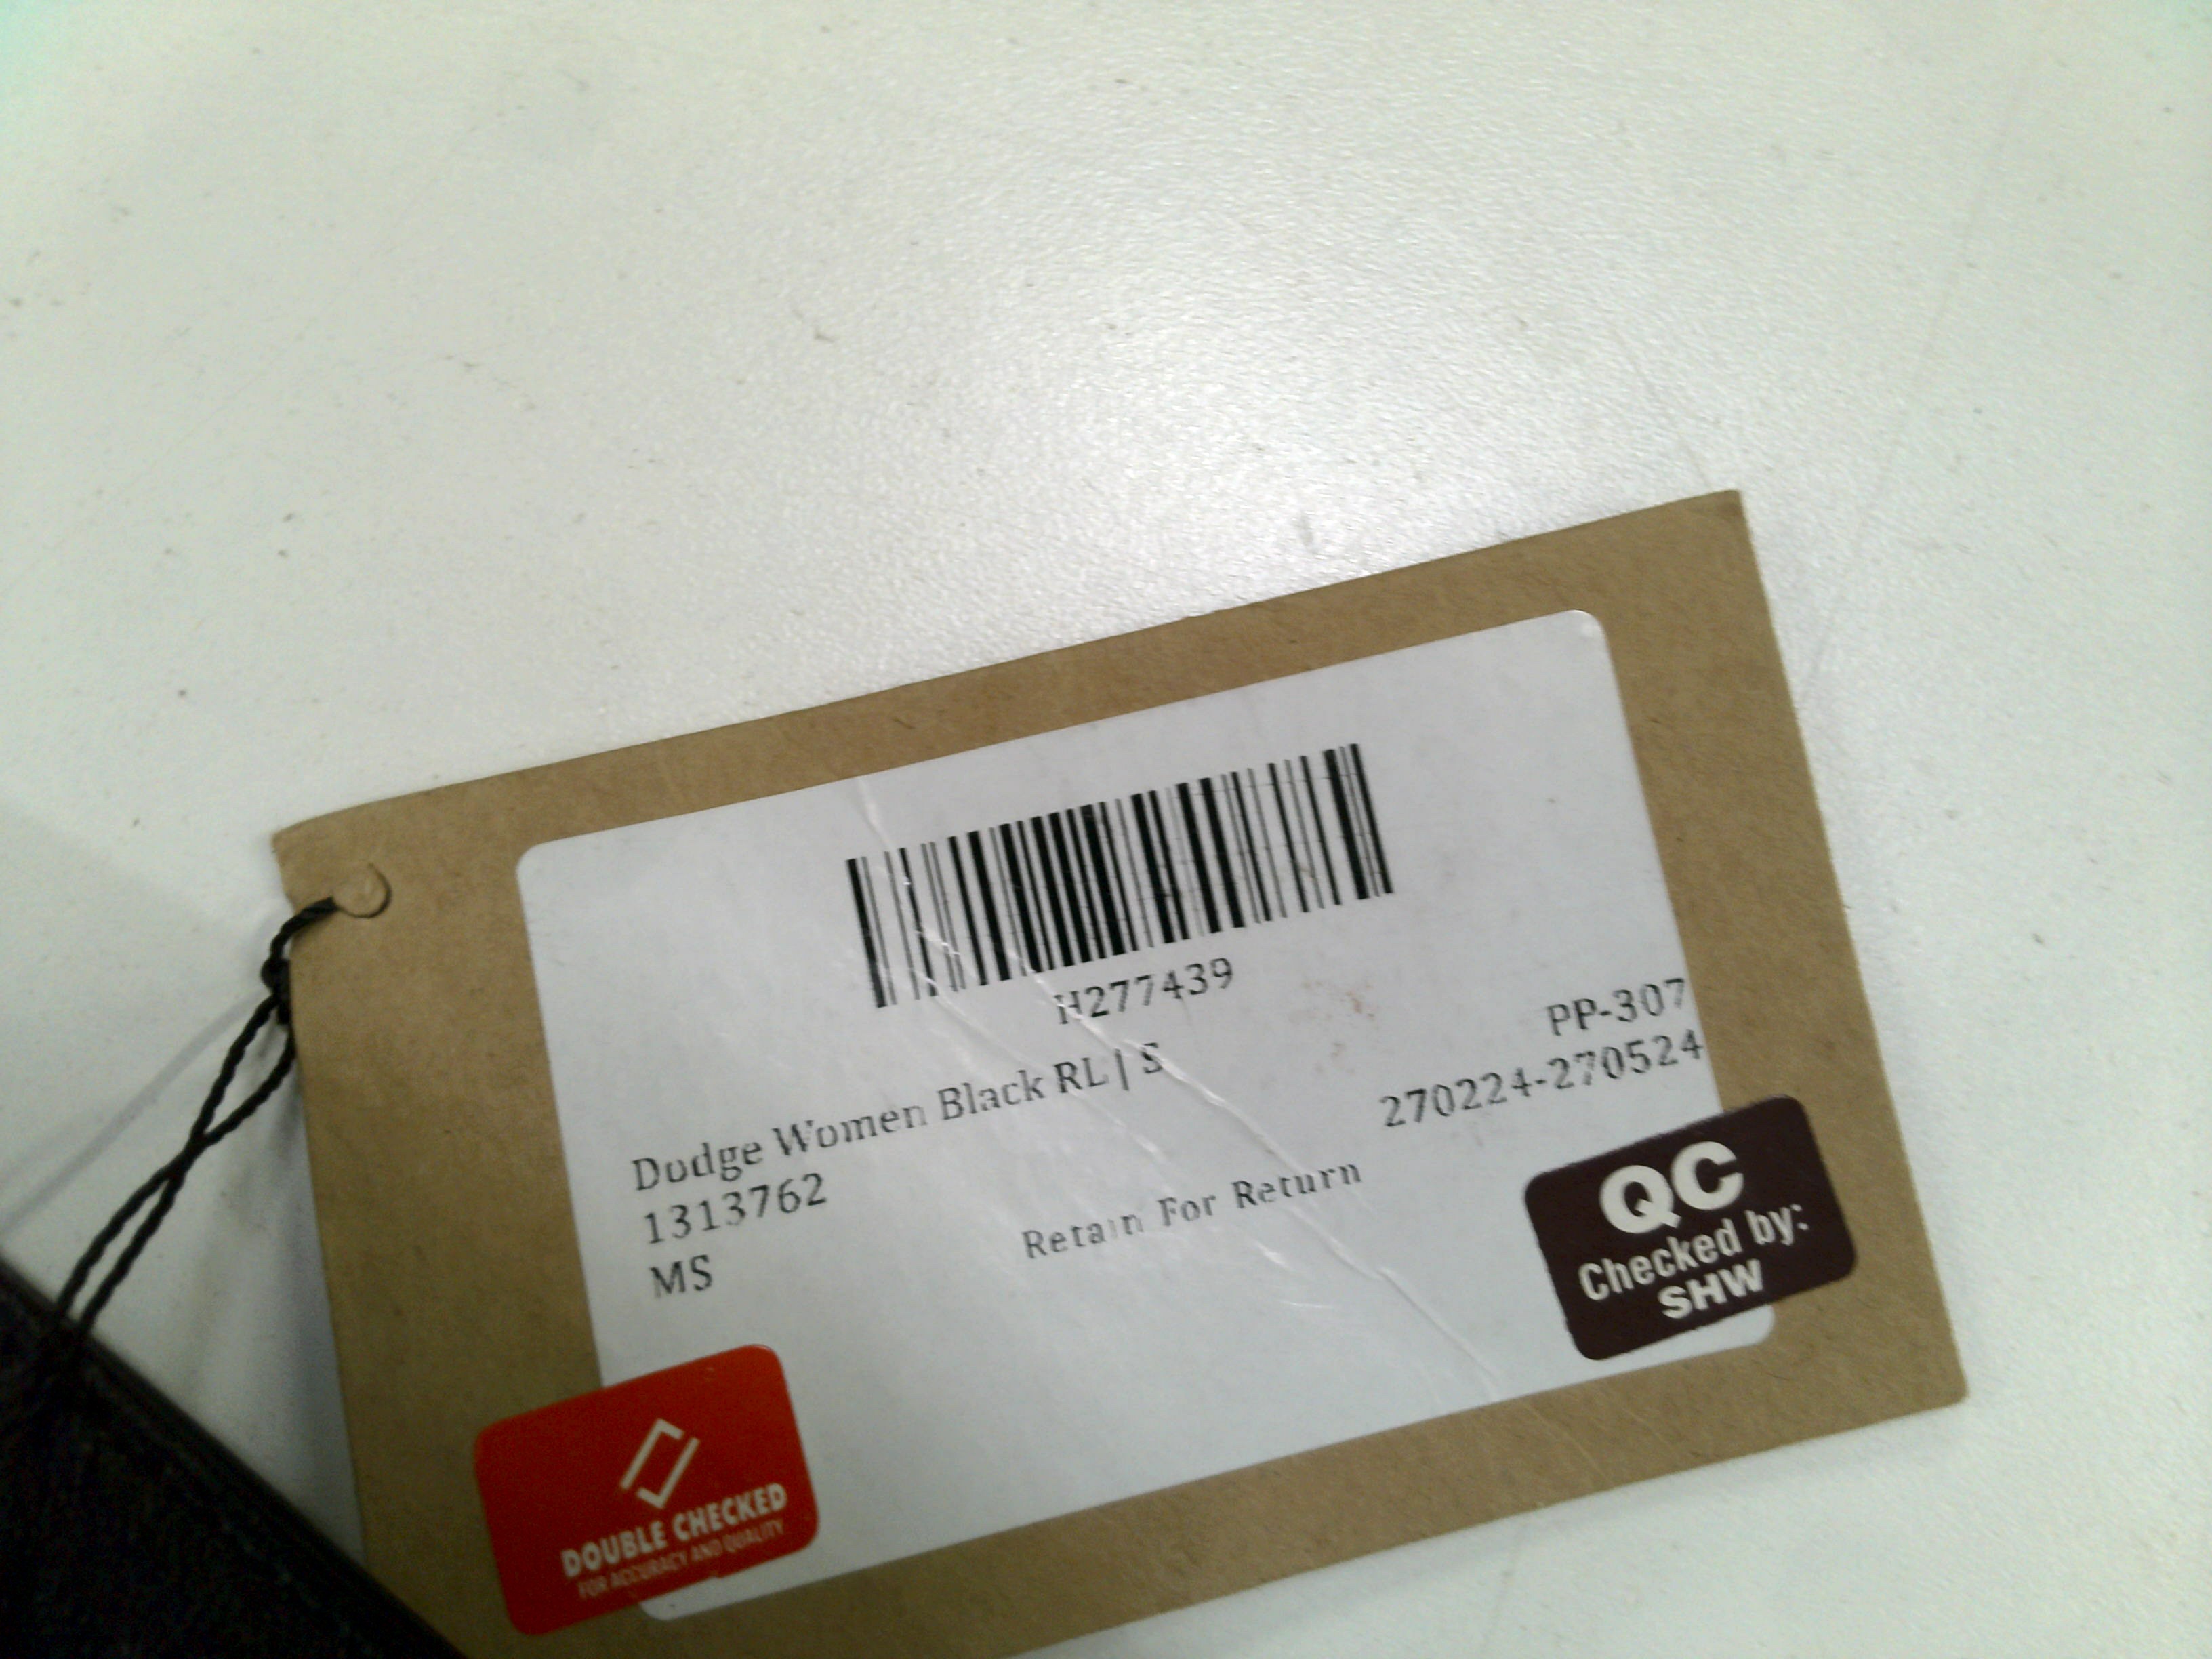 H277439
PP-307
Dodge Women Black RL | S
270224-270524
1313762
Retain For Return
MS
QC
Checked by:
SHW
DOUBLE CHECKED
FOR ACCURACY AND QUALITY